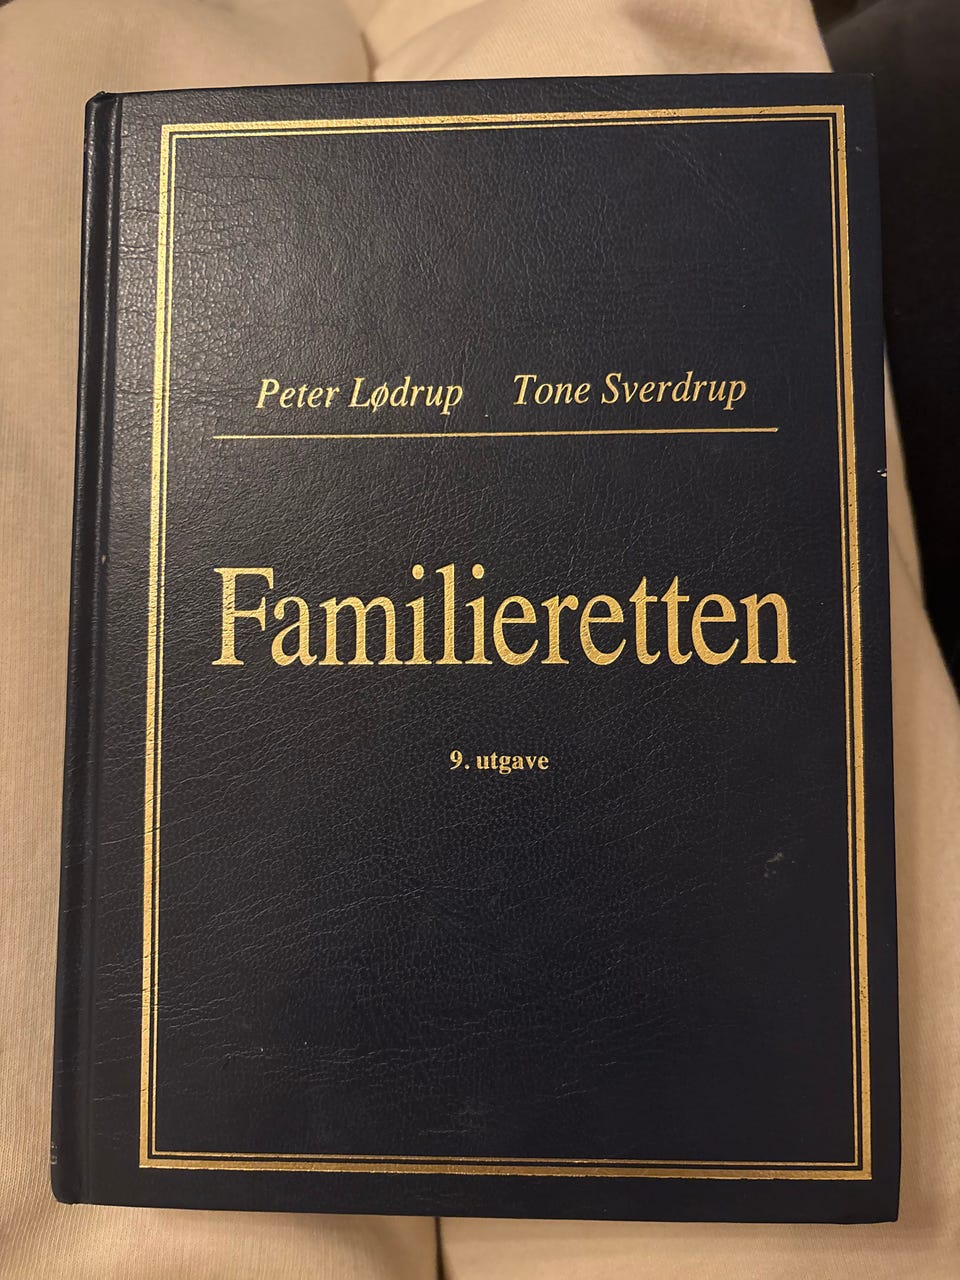 Peter Lødrup Tone Sverdrup
Familieretten
9. utgave